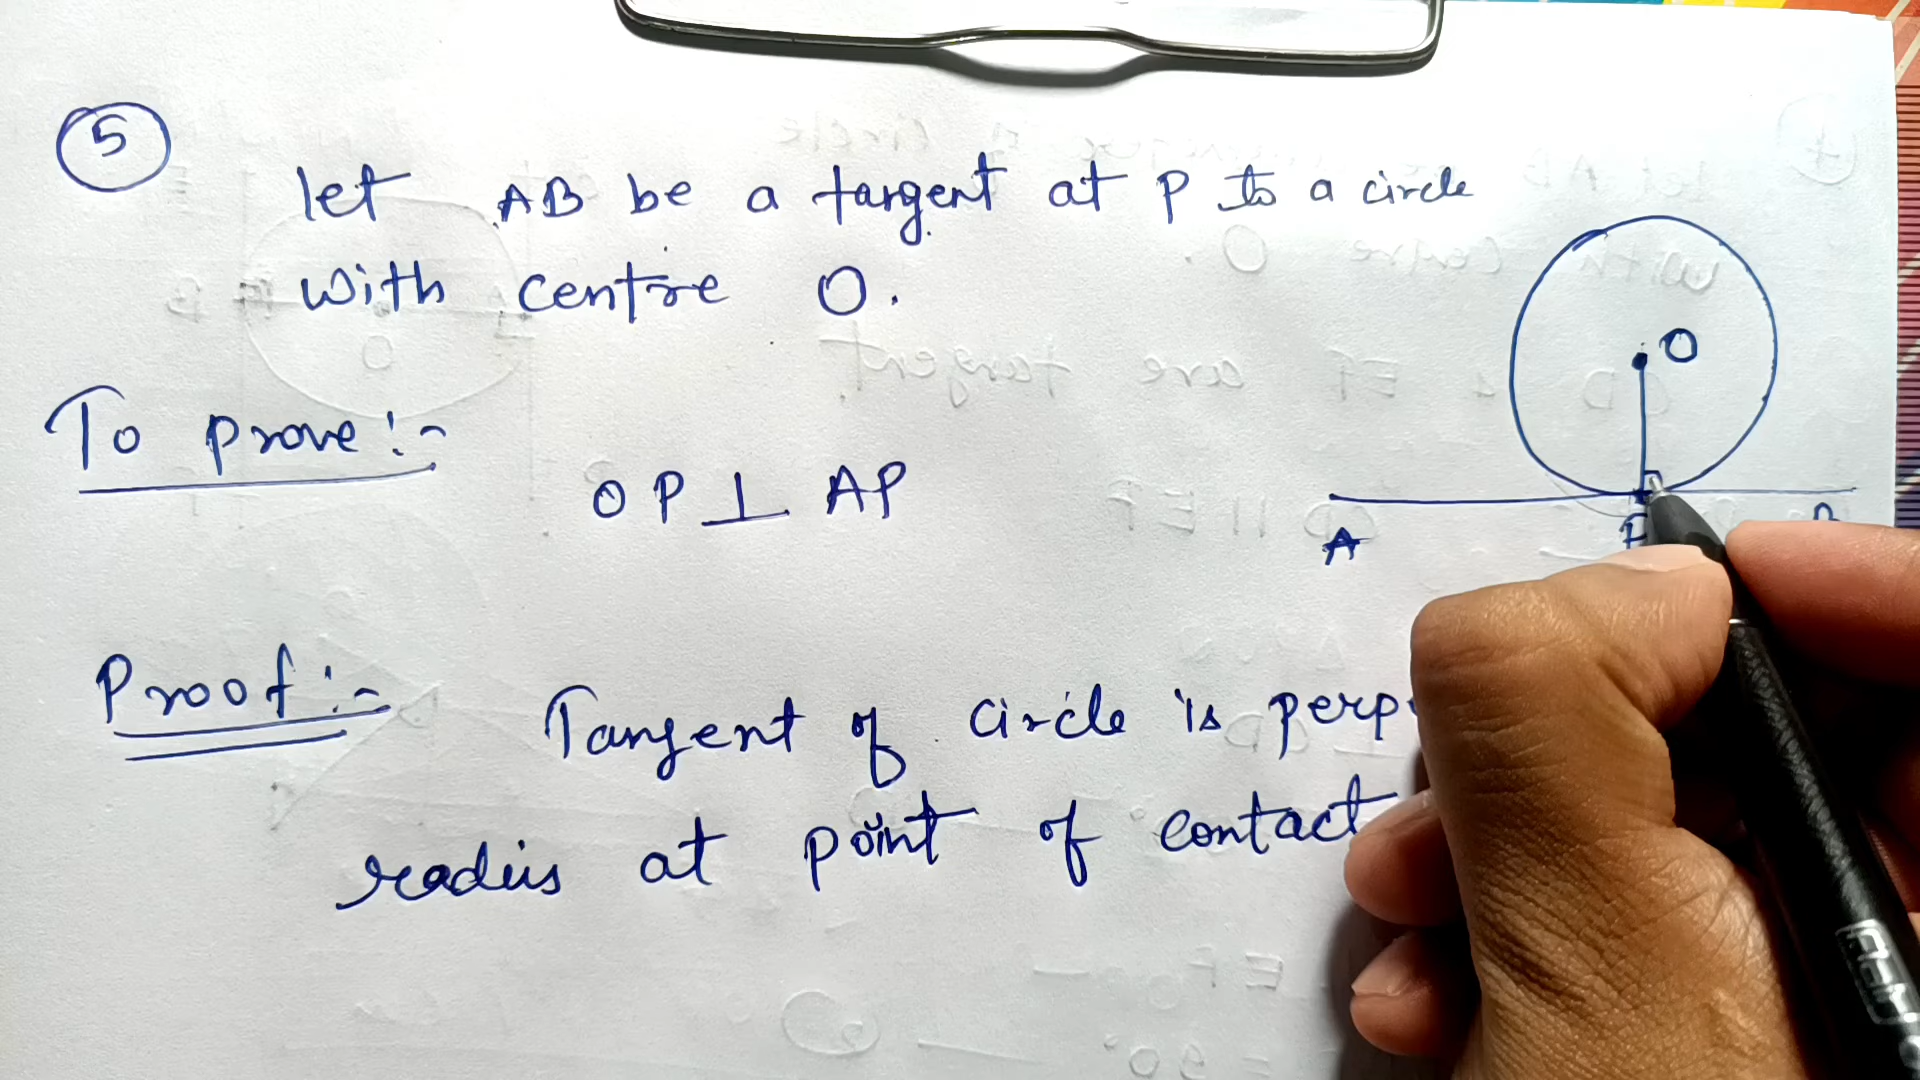 5
let AB be a tangent at P to a circle
with centre O.
O
To prove:-
OP ⊥ AP
A
Proof:- Tangent of circle is
radius at point of contact